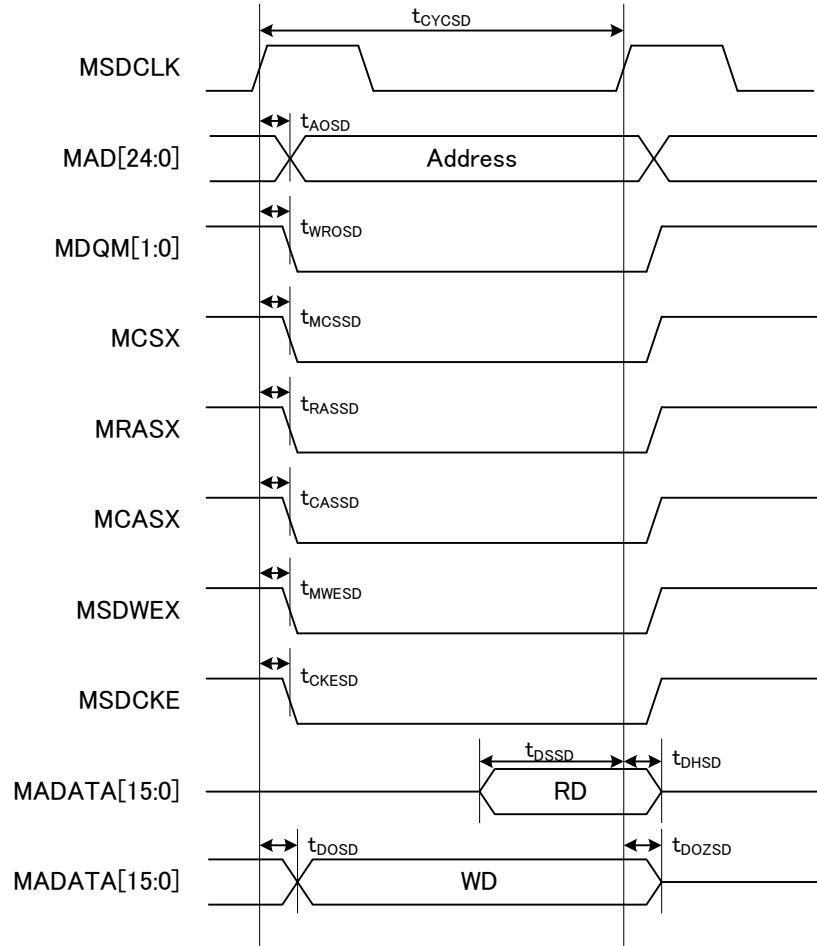 tCYCSD
MSDCLK
tAOSD
MAD[24:0]
Address
tWROSD
MDQM[1:0]
tMCSSD
MCSX
tRASSD
MRASX
tCASSD
MCASX
tMWESD
MSDWEX
tCKESD
MSDCKE
tDSSD
tDHSD
MADATA[15:0]
RD
tDOSD
tDOZSD
MADATA[15:0]
WD